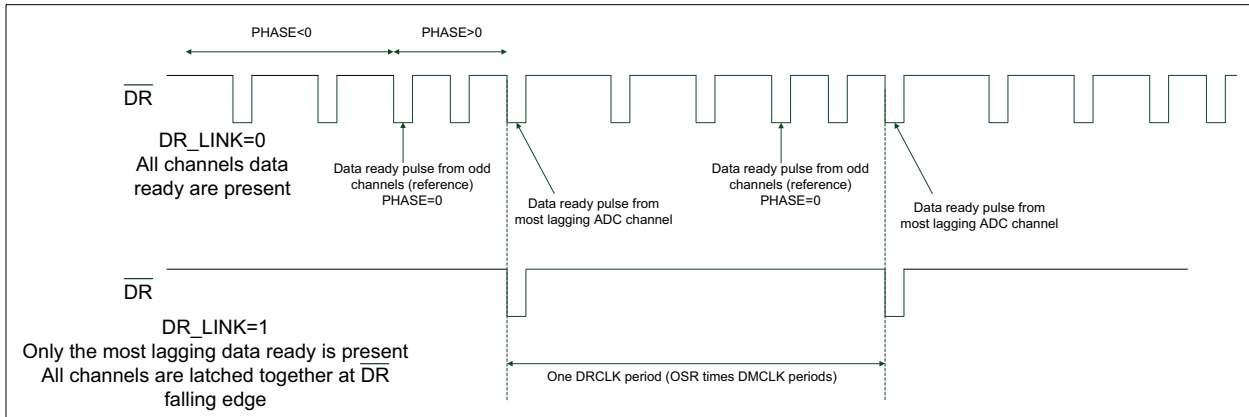 PHASE<0
PHASE>0
DR
DR_LINK=0
All channels data
ready are present
Data ready pulse from odd
channels (reference)
PHASE=0
Data ready pulse from
most lagging ADC channel
Data ready pulse from odd
channels (reference)
PHASE=0
Data ready pulse from
most lagging ADC channel
DR
DR_LINK=1
Only the most lagging data ready is present
All channels are latched together at DR
falling edge
One DRCLK period (OSR times DMCLK periods)